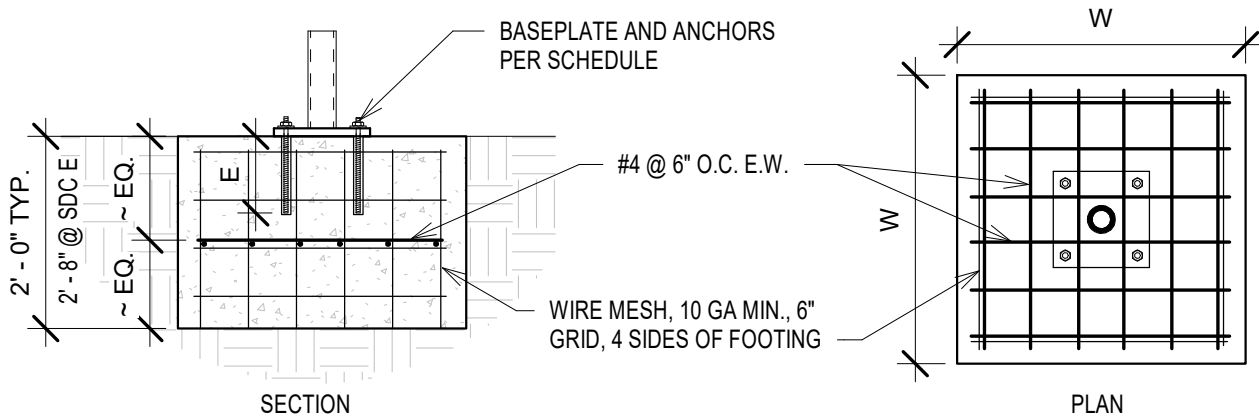 BASEPLATE AND ANCHORS
PER SCHEDULE
2' - 0" TYP.
2' - 8" @ SDC E
~ EQ.
~ EQ.
E
#4 @ 6" O.C. E.W.
WIRE MESH, 10 GA MIN., 6"
GRID, 4 SIDES OF FOOTING
SECTION
W
W
PLAN